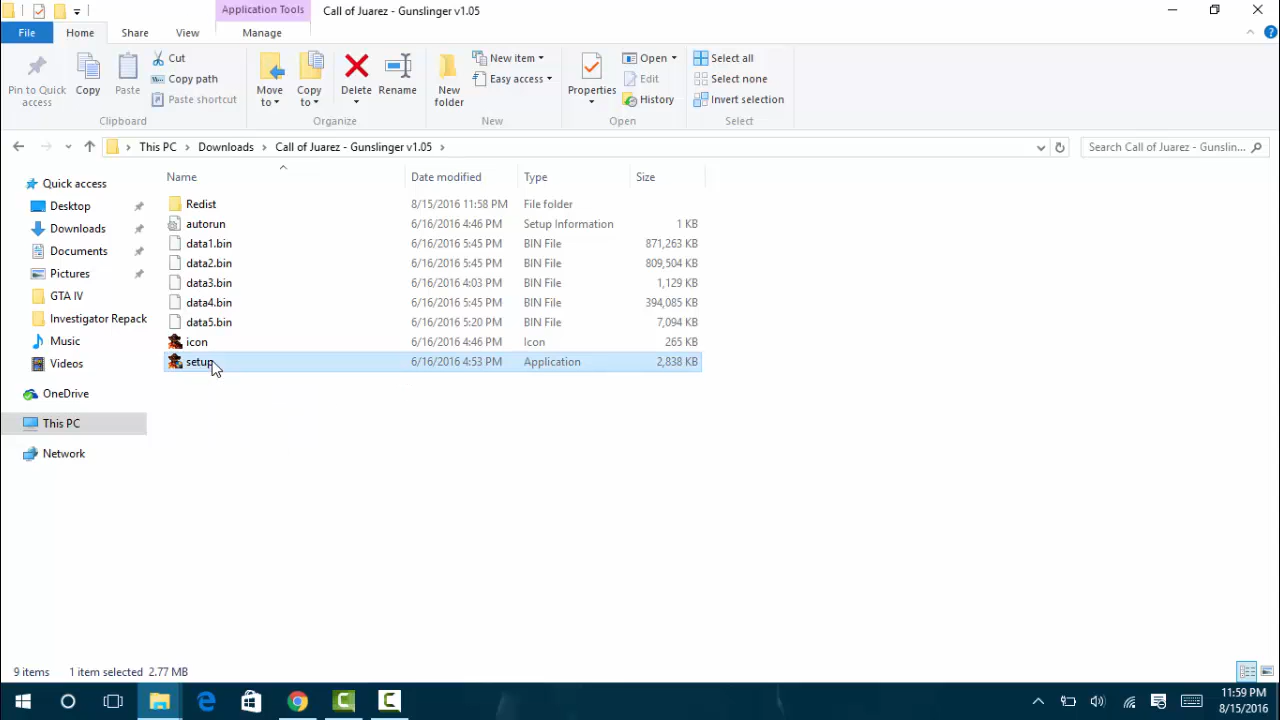 Application Tools
Call of Juarez - Gunslinger v1.05
File
Home
Share
View
Manage
Pin to Quick access
Copy
Paste
Cut
Copy path
Paste shortcut
Clipboard
Move to
Copy to
Delete
Rename
Organize
New folder
New item
Easy access
New
Properties
Open
Edit
History
Open
Select all
Select none
Invert selection
Select
This PC > Downloads > Call of Juarez - Gunslinger v1.05 >
Search Call of Juarez - Gunslin...
Name Date modified Type Size
Redist 8/15/2016 11:58 PM File folder
autorun 6/16/2016 4:46 PM Setup Information 1 KB
data1.bin 6/16/2016 5:45 PM BIN File 871,263 KB
data2.bin 6/16/2016 5:45 PM BIN File 809,504 KB
data3.bin 6/16/2016 4:03 PM BIN File 1,129 KB
data4.bin 6/16/2016 5:45 PM BIN File 394,085 KB
data5.bin 6/16/2016 5:20 PM BIN File 7,094 KB
icon 6/16/2016 4:46 PM Icon 265 KB
setup 6/16/2016 4:53 PM Application 2,838 KB
Quick access
Desktop
Downloads
Documents
Pictures
GTA IV
Investigator Repack
Music
Videos
OneDrive
This PC
Network
9 items 1 item selected 2.77 MB
11:59 PM
8/15/2016